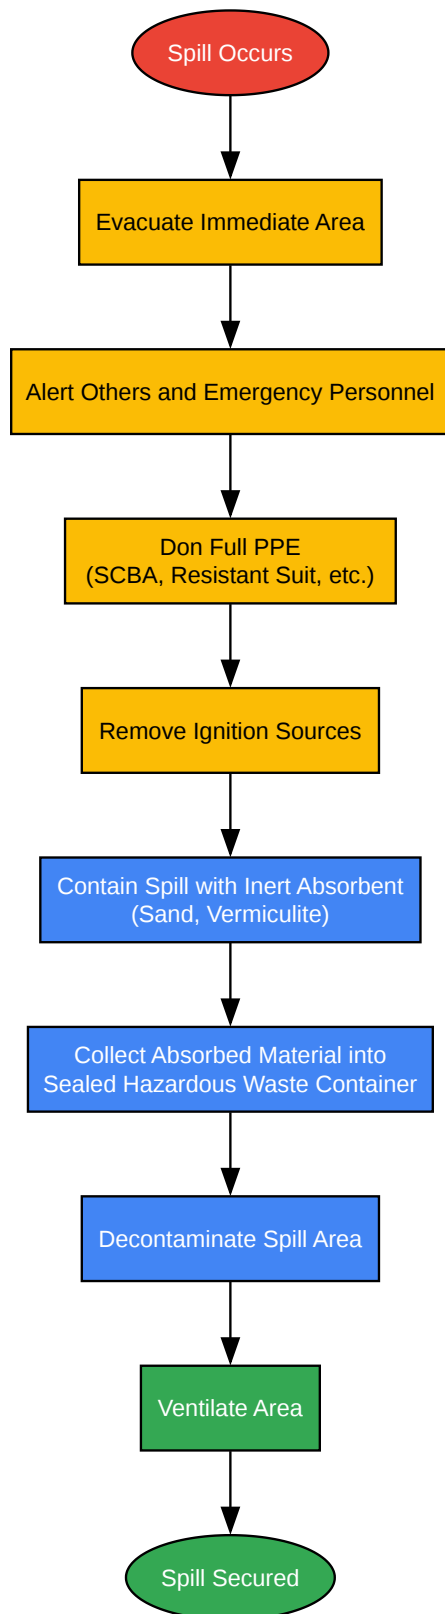 Spill Occurs
Evacuate Immediate Area
Alert Others and Emergency Personnel
Don Full PPE
(SCBA, Resistant Suit, etc.)
Remove Ignition Sources
Contain Spill with Inert Absorbent
(Sand, Vermiculite)
Collect Absorbed Material into
Sealed Hazardous Waste Container
Decontaminate Spill Area
Ventilate Area
Spill Secured